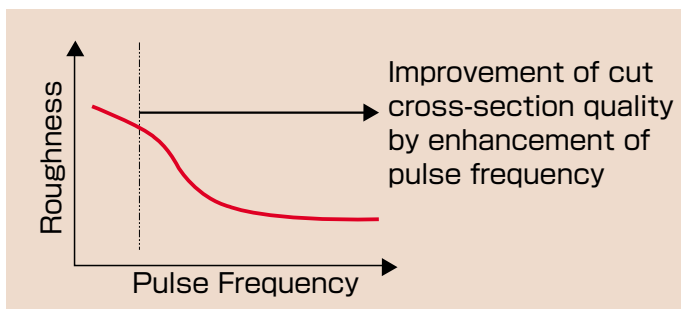 Roughness
Improvement of cut
cross-section quality
by enhancement of
pulse frequency
Pulse Frequency